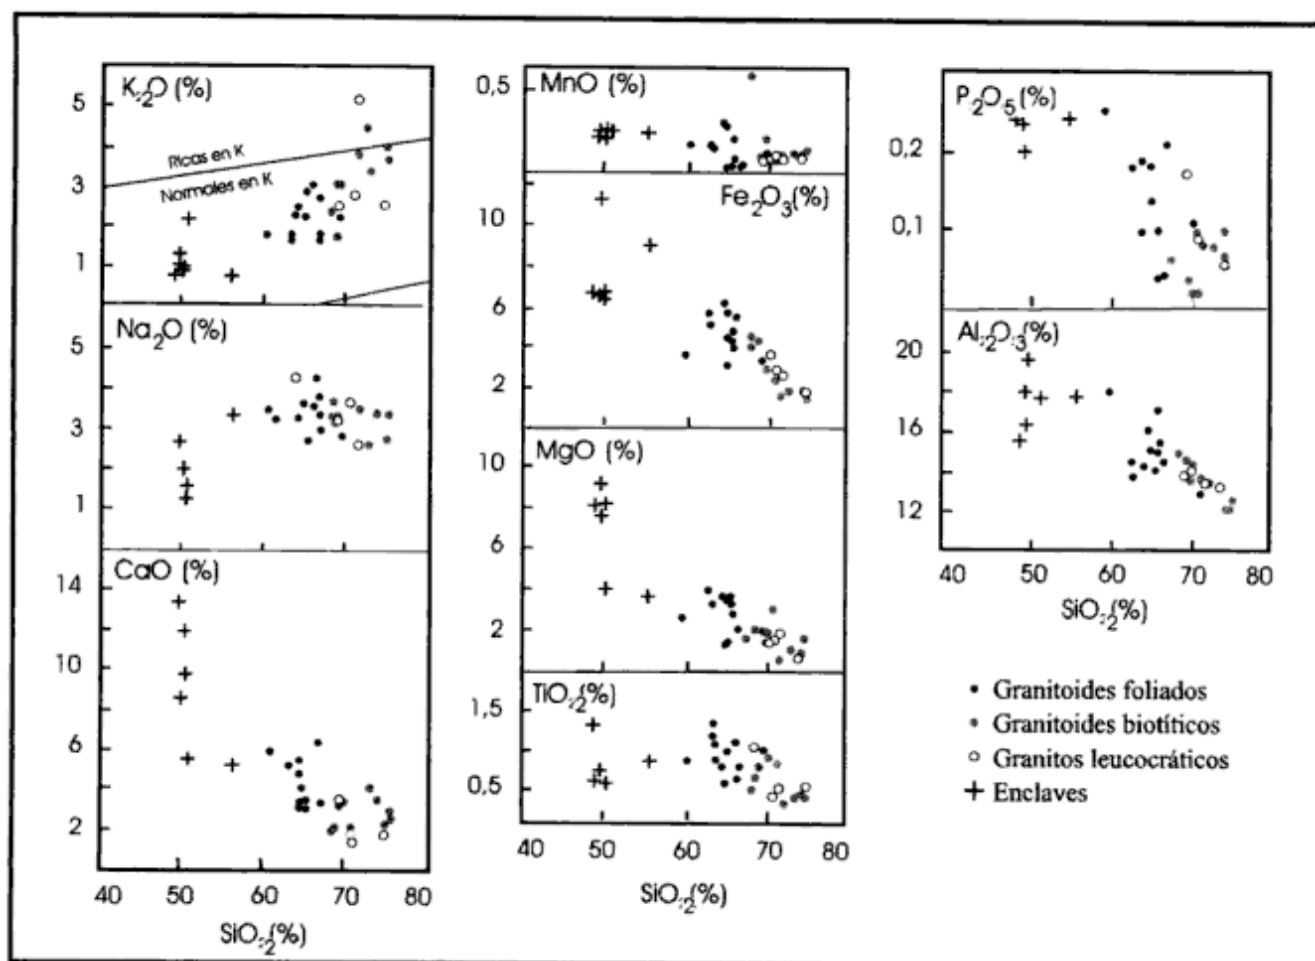 K₂O (%)
5
3
1
Ricas en K
Normales en K
Na₂O (%)
5
3
1
CaO (%)
14
10
6
2
40 50 60 70 80
SiO₂(%)
MnO (%)
0,5
Fe₂O₃(%)
10
6
2
MgO (%)
10
6
2
TiO₂(%)
1,5
0,5
40 50 60 70 80
SiO₂(%)
P₂O₅(%)
0,2
0,1
Al₂O₃(%)
20
16
12
40 50 60 70 80
SiO₂(%)
Granitoides foliados
Granitoides biotíticos
Granitos leucocráticos
Enclaves